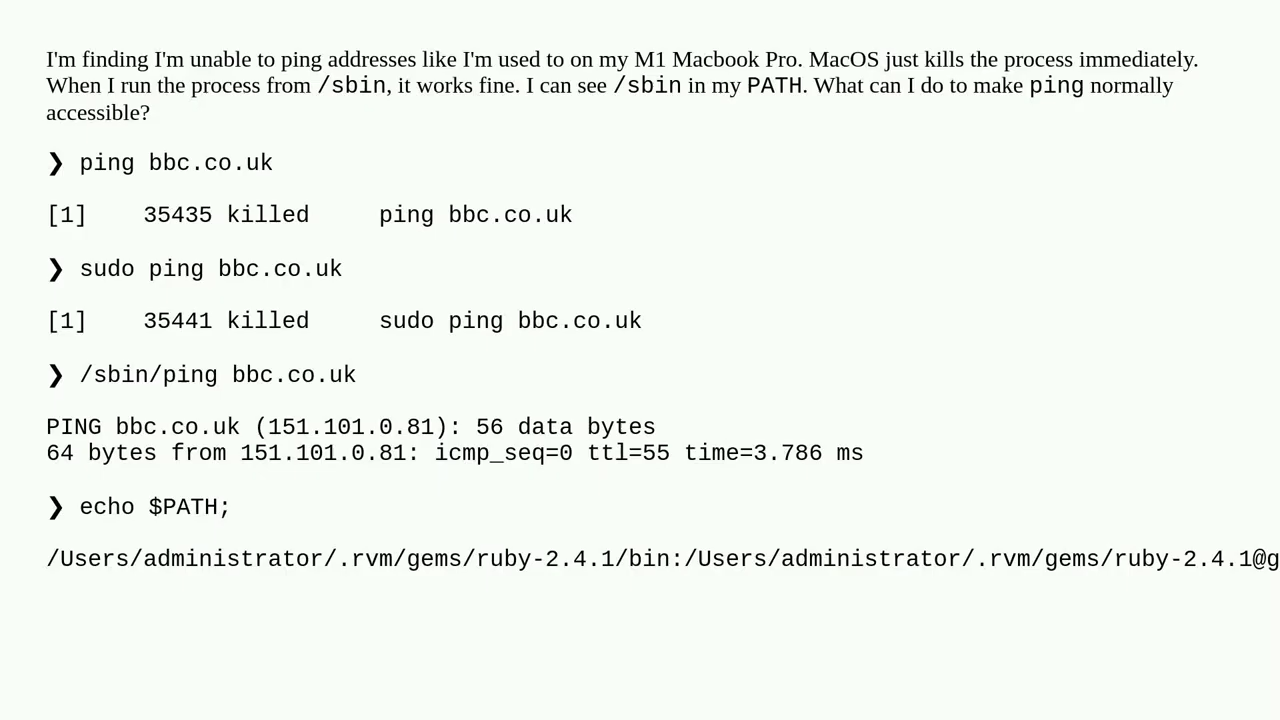 I'm finding I'm unable to ping addresses like I'm used to on my M1 Macbook Pro. MacOS just kills the process immediately.
When I run the process from /sbin, it works fine. I can see /sbin in my PATH. What can I do to make ping normally
accessible?
❯ ping bbc.co.uk
[1]    35435 killed     ping bbc.co.uk
❯ sudo ping bbc.co.uk
[1]    35441 killed     sudo ping bbc.co.uk
❯ /sbin/ping bbc.co.uk
PING bbc.co.uk (151.101.0.81): 56 data bytes
64 bytes from 151.101.0.81: icmp_seq=0 ttl=55 time=3.786 ms
❯ echo $PATH;
/Users/administrator/.rvm/gems/ruby-2.4.1/bin:/Users/administrator/.rvm/gems/ruby-2.4.1@g